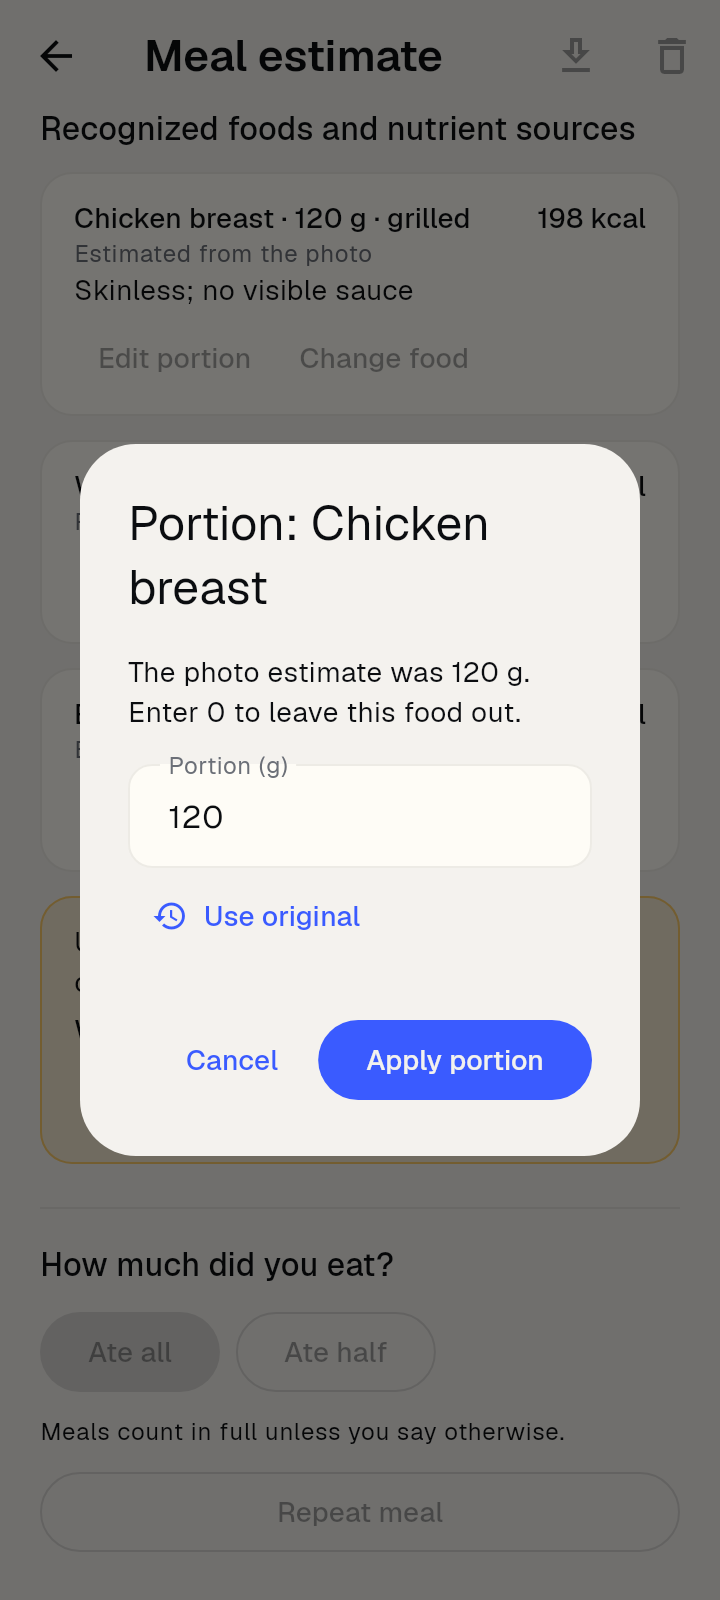 Meal estimate
Recognized foods and nutrient sources
Chicken breast · 120 g · grilled 198 kcal
Estimated from the photo
Skinless; no visible sauce
Edit portion Change food
Portion: Chicken
breast
The photo estimate was 120 g.
Enter 0 to leave this food out.
Portion (g)
120
Use original
Cancel Apply portion
How much did you eat?
Ate all Ate half
Meals count in full unless you say otherwise.
Repeat meal